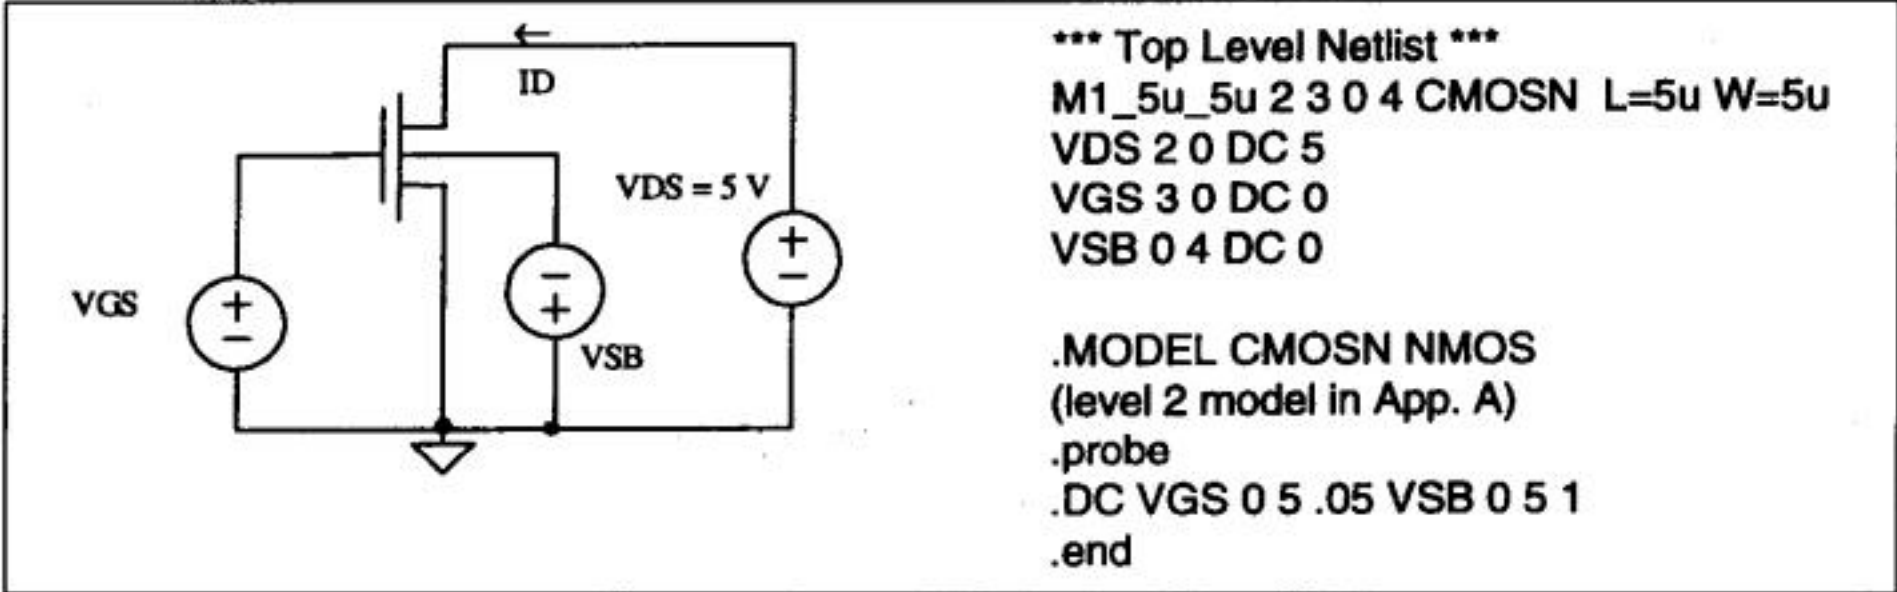 ID
VDS = 5 V
VGS
VSB
+
−
−
+
+
−
*** Top Level Netlist ***
M1_5u_5u 2 3 0 4 CMOSN L=5u W=5u
VDS 2 0 DC 5
VGS 3 0 DC 0
VSB 0 4 DC 0
.MODEL CMOSN NMOS
(level 2 model in App. A)
.probe
.DC VGS 0 5 .05 VSB 0 5 1
.end